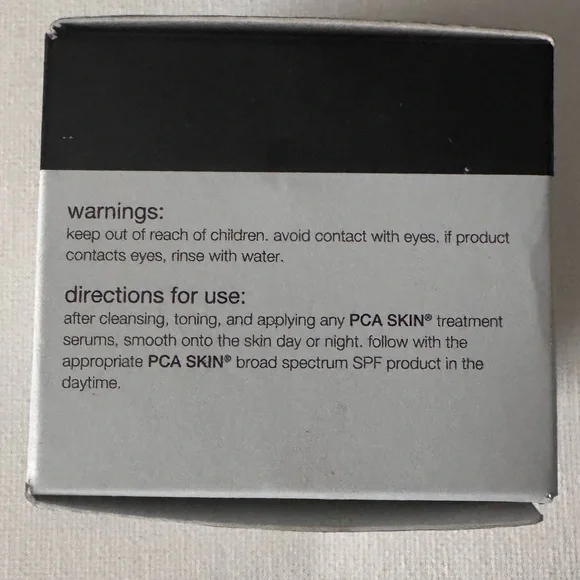 warnings:
keep out of reach of children. avoid contact with eyes. if product
contacts eyes, rinse with water.
directions for use:
after cleansing, toning, and applying any PCA SKIN® treatment
serums, smooth onto the skin day or night. follow with the
appropriate PCA SKIN® broad spectrum SPF product in the
daytime.